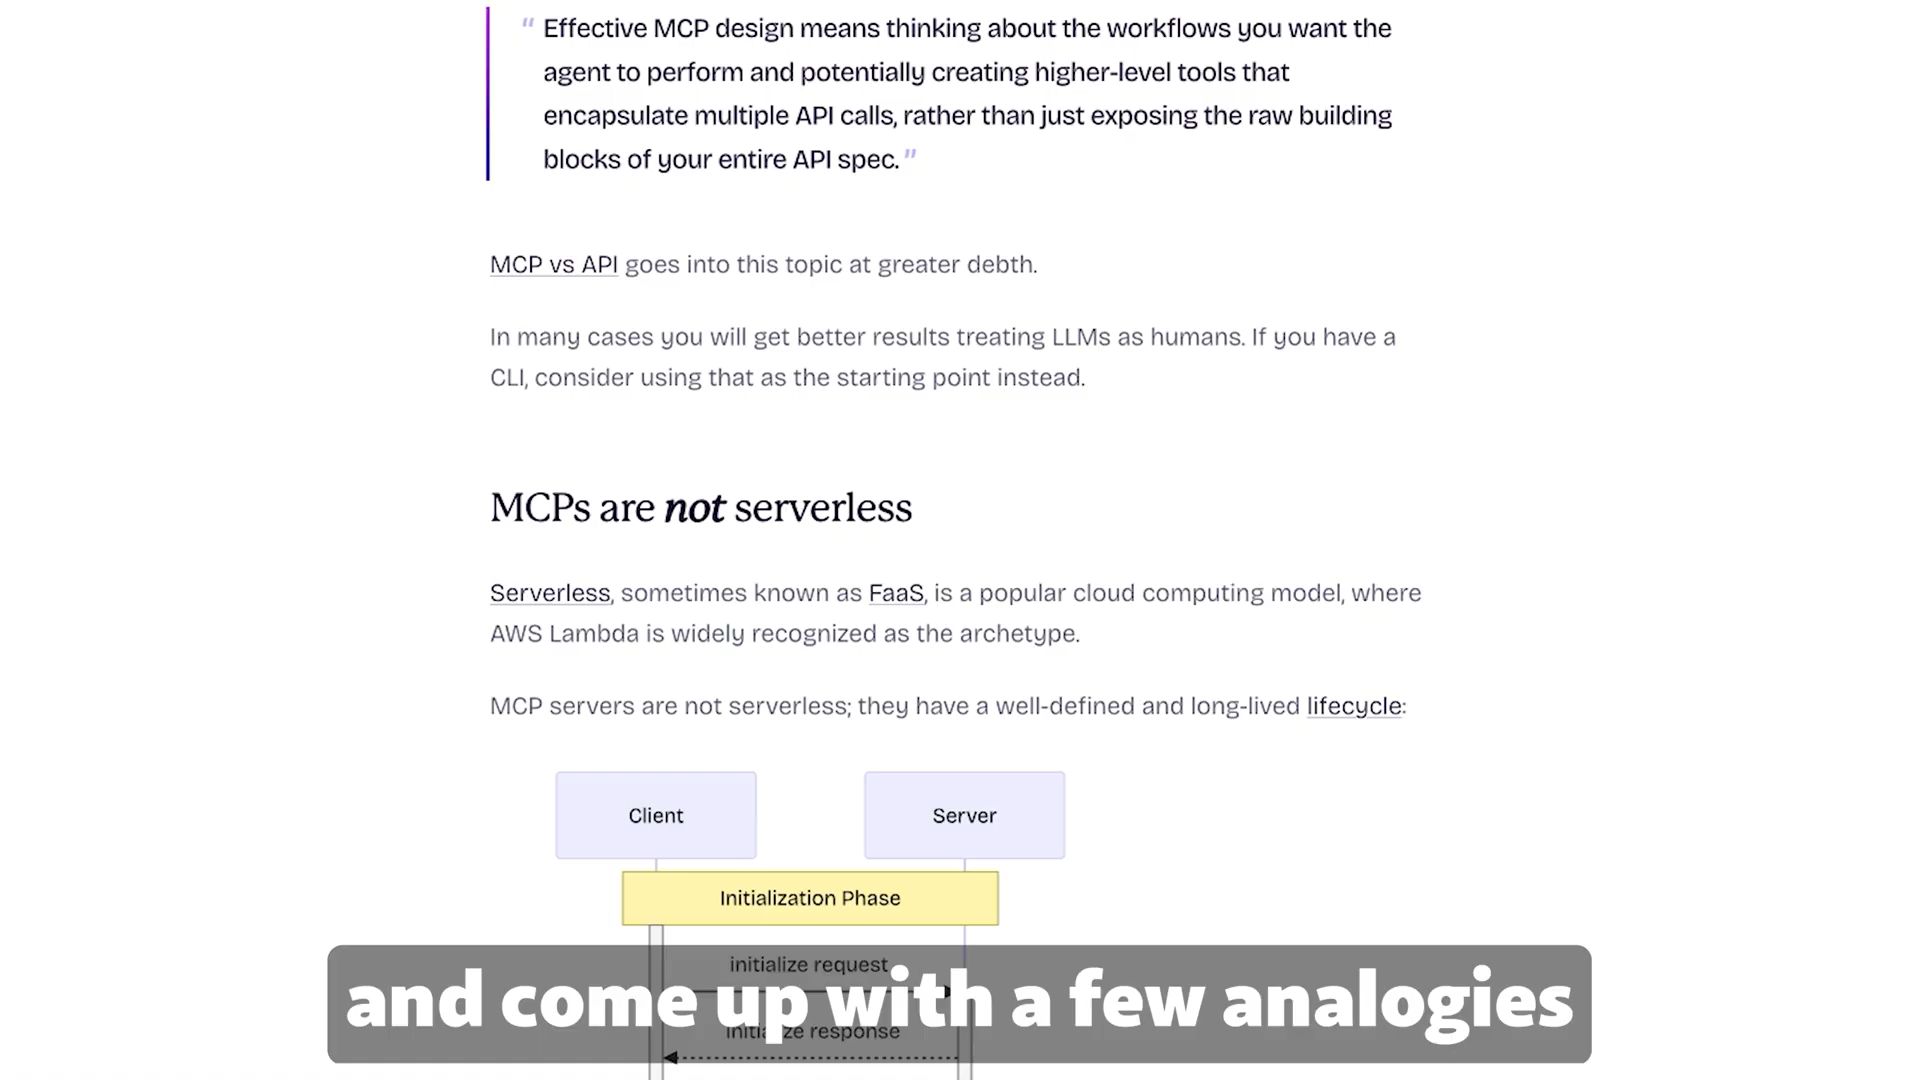 “ Effective MCP design means thinking about the workflows you want the
agent to perform and potentially creating higher-level tools that
encapsulate multiple API calls, rather than just exposing the raw building
blocks of your entire API spec. ”
MCP vs API goes into this topic at greater debth.
In many cases you will get better results treating LLMs as humans. If you have a
CLI, consider using that as the starting point instead.
MCPs are not serverless
Serverless, sometimes known as FaaS, is a popular cloud computing model, where
AWS Lambda is widely recognized as the archetype.
MCP servers are not serverless; they have a well-defined and long-lived lifecycle:
Client
Server
Initialization Phase
initialize request
and come up with a few analogies
initialize response